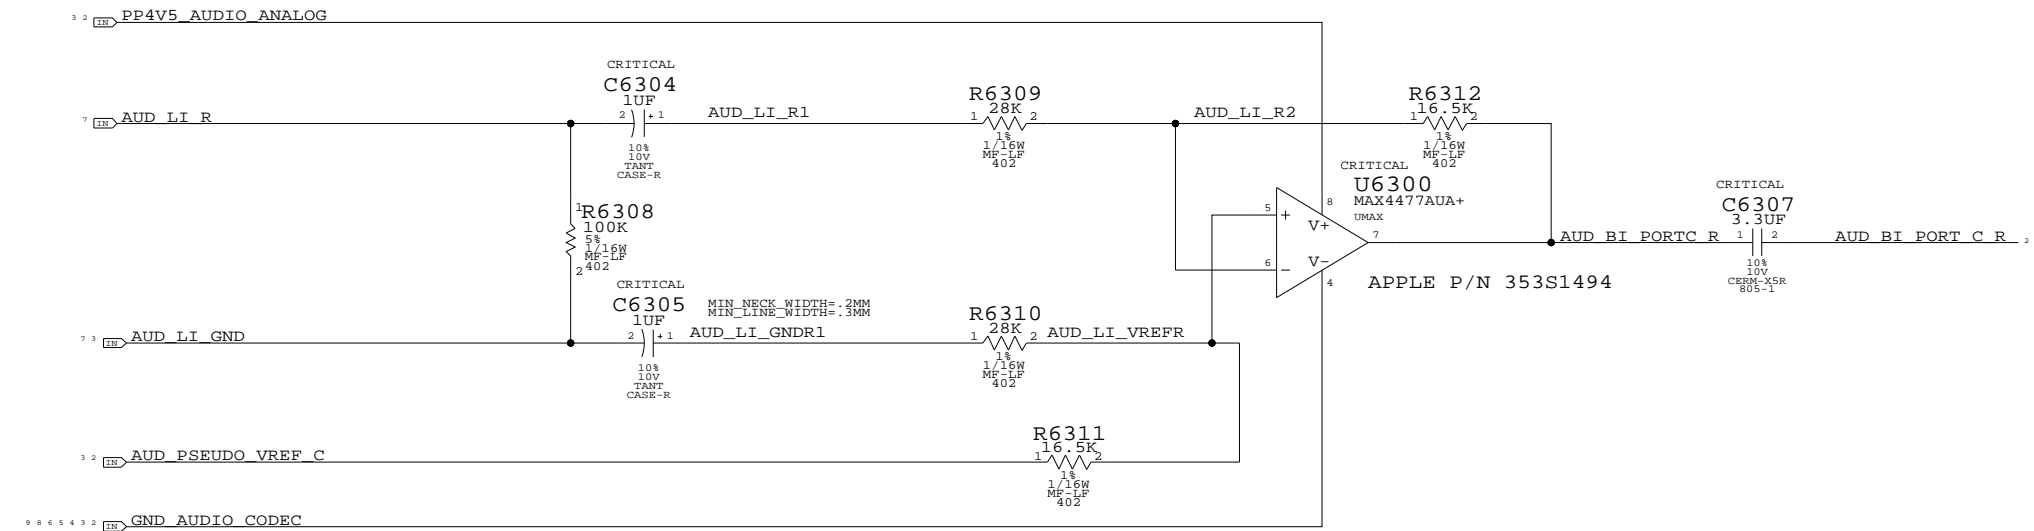 3 2 IN PP4V5_AUDIO_ANALOG
CRITICAL
C6304
1UF
2 + 1
10%
10V
TANT
CASE-R
7 IN AUD_LI_R
AUD_LI_R1
R6309
28K
1 2
1%
1/16W
MF-LF
402
AUD_LI_R2
R6312
16.5K
1 2
1%
1/16W
MF-LF
402
CRITICAL
U6300
MAX4477AUA+
UMAX
8
5 +
V+
7
6 -
V-
4
APPLE P/N 353S1494
CRITICAL
C6307
3.3UF
1 2
10%
10V
CERM-X5R
805-1
AUD_BI_PORTC_R
AUD_BI_PORT_C_R 2
1
R6308
100K
5%
1/16W
MF-LF
402
2
CRITICAL
C6305
1UF
2 + 1
10%
10V
TANT
CASE-R
MIN_NECK_WIDTH=.2MM
MIN_LINE_WIDTH=.3MM
7 3 IN AUD_LI_GND
AUD_LI_GNDR1
R6310
28K
1 2
1%
1/16W
MF-LF
402
AUD_LI_VREFR
3 2 IN AUD_PSEUDO_VREF_C
R6311
16.5K
1 2
1%
1/16W
MF-LF
402
9 8 6 5 4 3 2 IN GND_AUDIO_CODEC